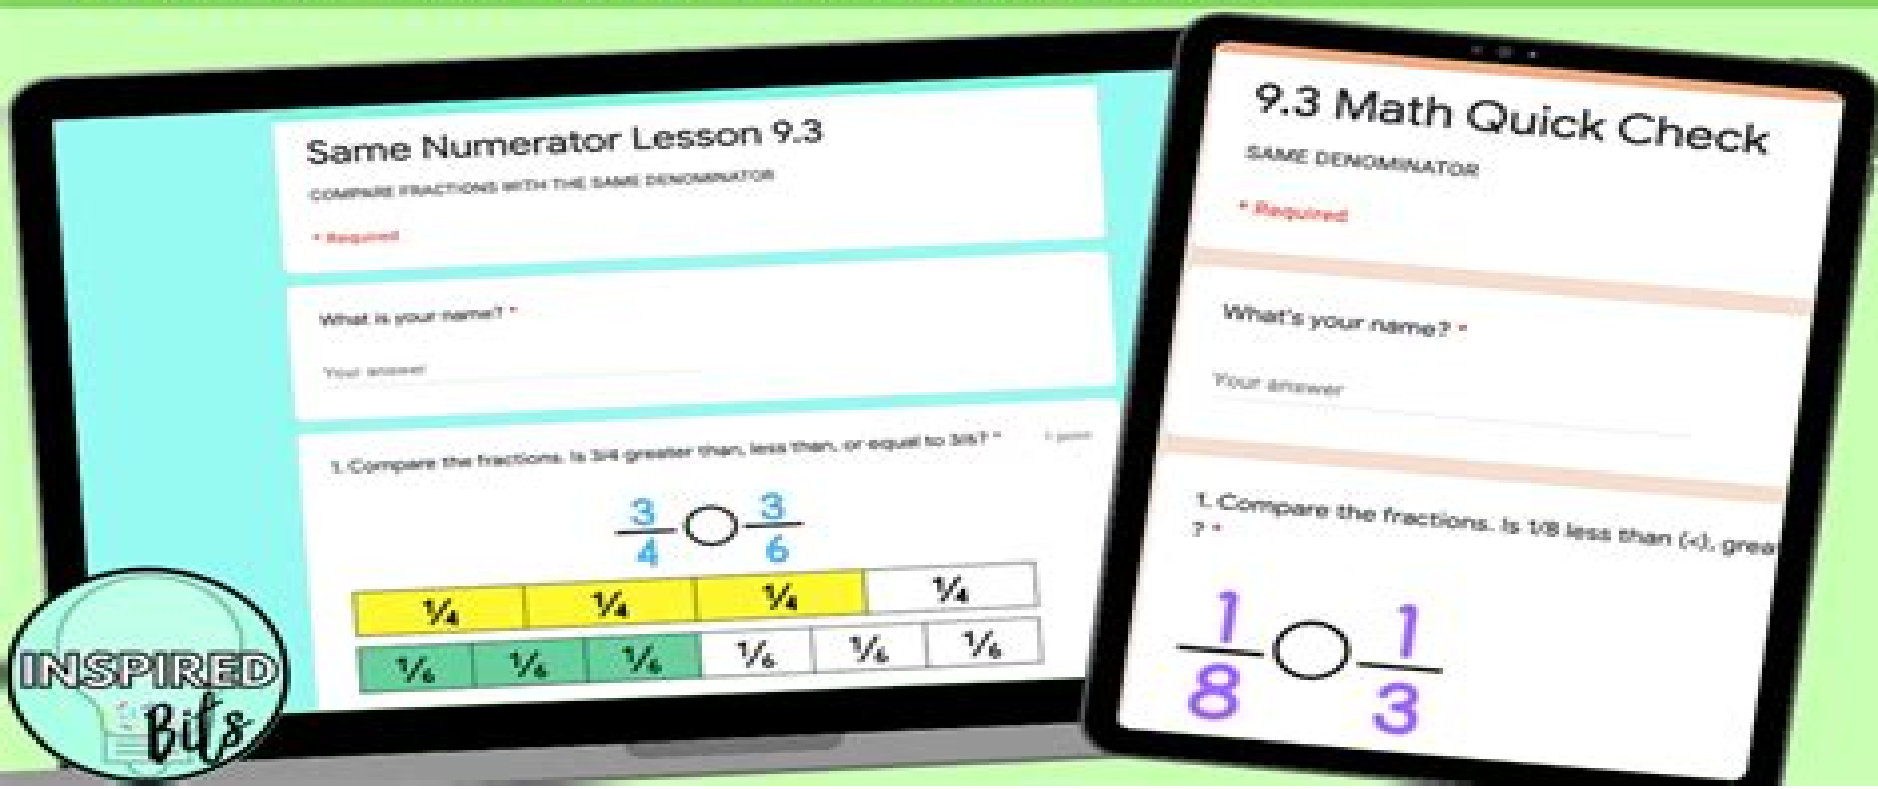 Same Numerator Lesson 9.3
COMPARE FRACTIONS WITH THE SAME DENOMINATOR
* Required
What is your name? *
Your answer
1. Compare the fractions. Is 3/4 greater than, less than, or equal to 3/6? *
1 point
3/4 ○ 3/6
1/4 1/4 1/4 1/4
1/6 1/6 1/6 1/6 1/6 1/6
9.3 Math Quick Check
SAME DENOMINATOR
* Required
What's your name? *
Your answer
1. Compare the fractions. Is 1/8 less than (<), grea
? *
1/8 ○ 1/3
INSPIRED
Bits